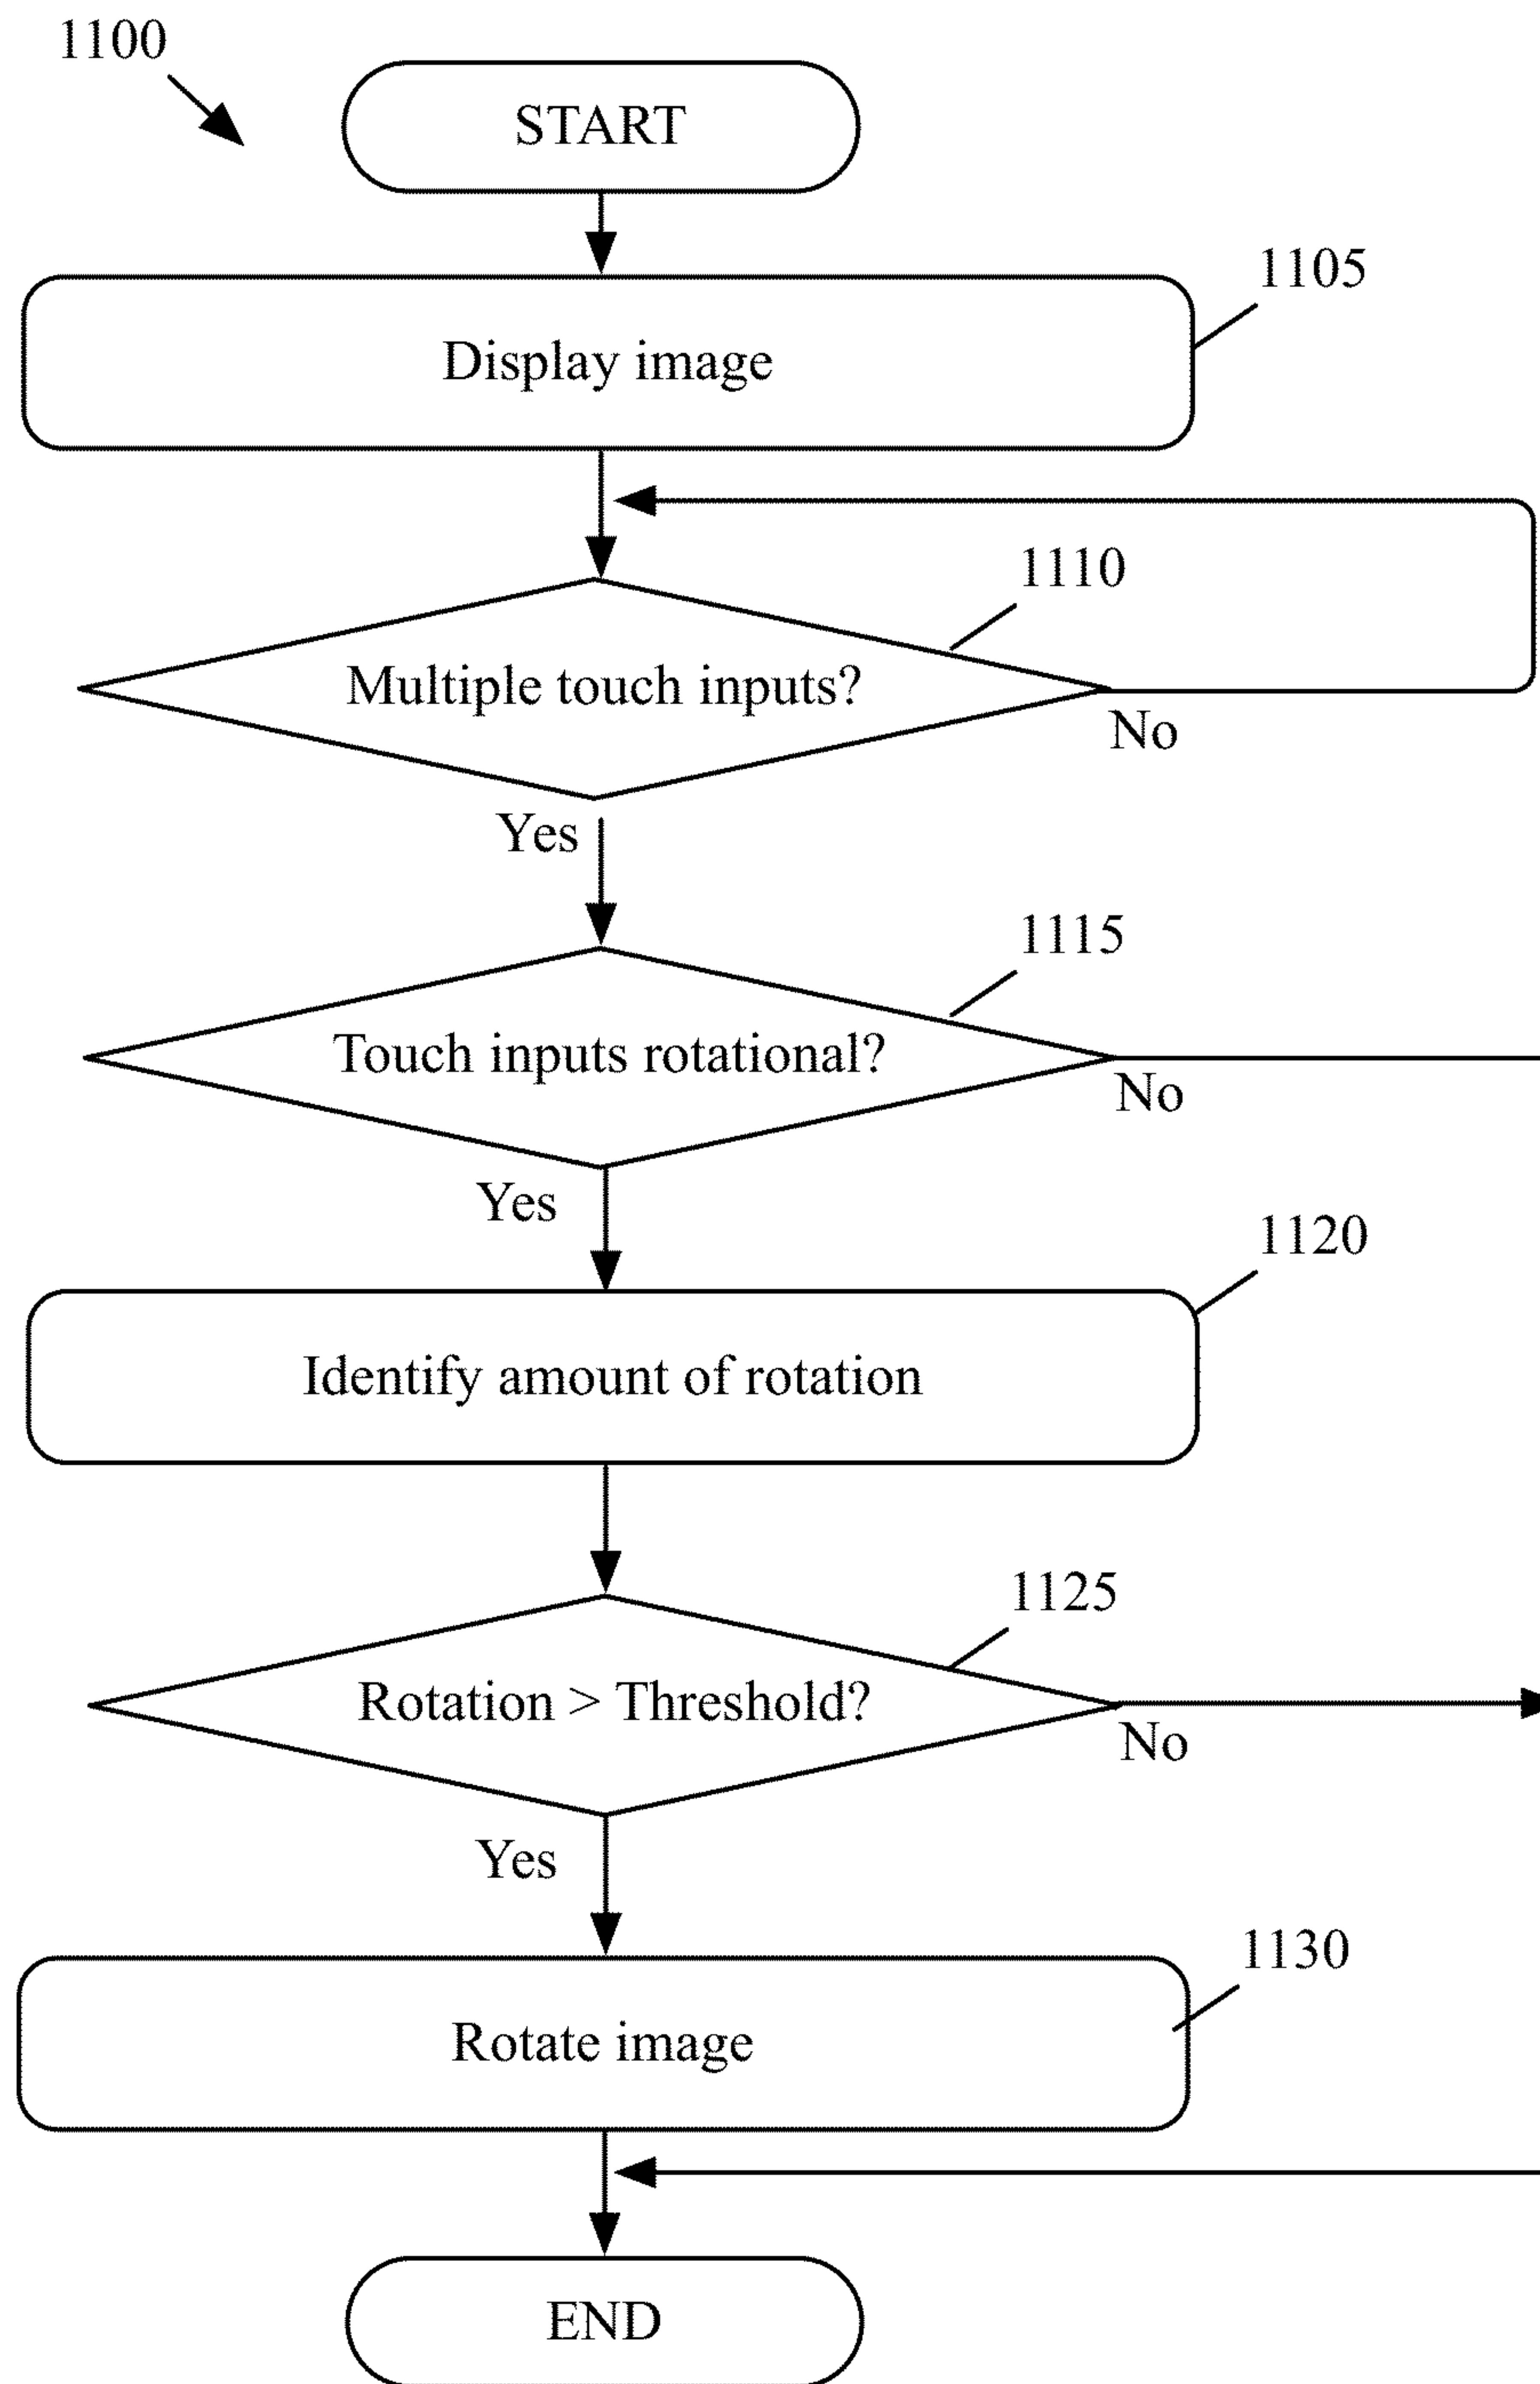 1100
START
1105
Display image
1110
Multiple touch inputs?
No
Yes
1115
Touch inputs rotational?
No
Yes
1120
Identify amount of rotation
1125
Rotation > Threshold?
No
Yes
1130
Rotate image
END